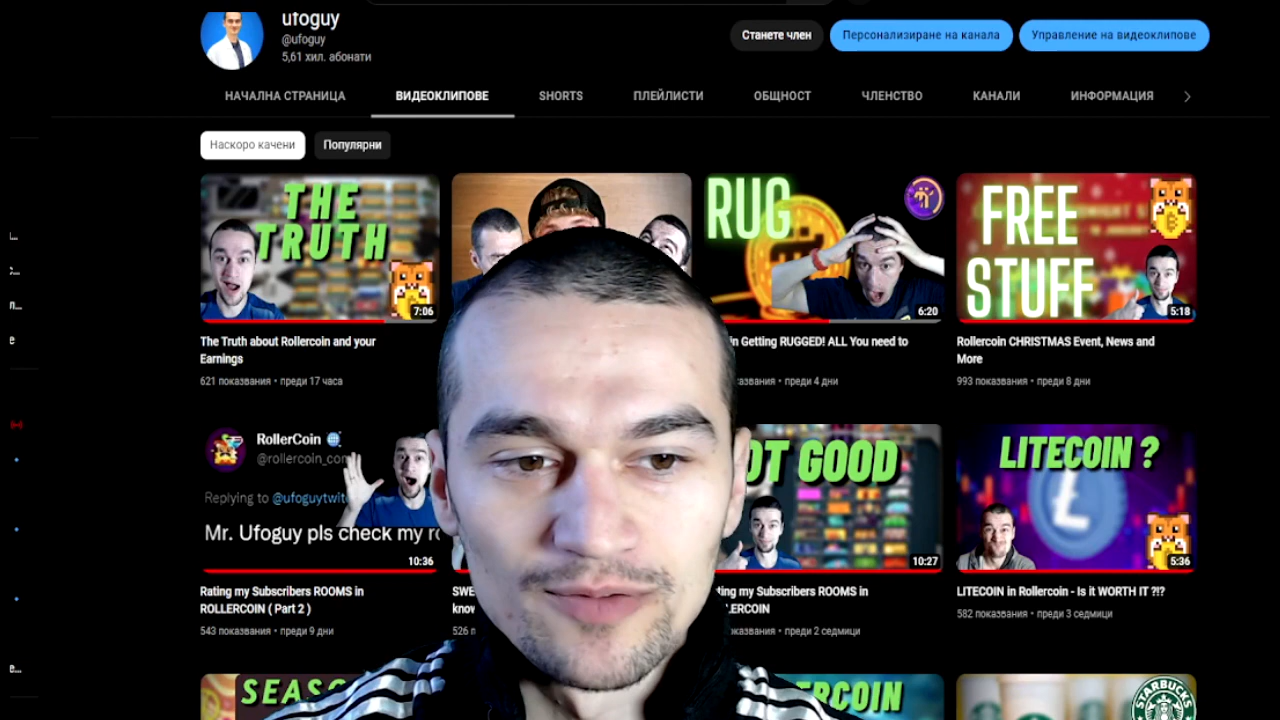 ufoguy
@ufoguy
5,61 хил. абонати
Станете член
Персонализиране на канала
Управление на видеоклипове
НАЧАЛНА СТРАНИЦА
ВИДЕОКЛИПОВЕ
SHORTS
ПЛЕЙЛИСТИ
ОБЩНОСТ
ЧЛЕНСТВО
КАНАЛИ
ИНФОРМАЦИЯ
Наскоро качени
Популярни
THE
TRUTH
7:06
RUG
6:20
FREE
STUFF
5:18
The Truth about Rollercoin and your
Earnings
621 показвания • преди 17 часа
in Getting RUGGED! ALL You need to
преди 4 дни
Rollercoin CHRISTMAS Event, News and
More
993 показвания • преди 8 дни
RollerCoin
@rollercoin_com
Replying to @ufoguytwit
Mr. Ufoguy pls check my r
10:36
OT GOOD
10:27
LITECOIN ?
5:36
Rating my Subscribers ROOMS in
ROLLERCOIN ( Part 2 )
543 показвания • преди 9 дни
SWE
know
526 п
ting my Subscribers ROOMS in
LERCOIN
преди 2 седмици
LITECOIN in Rollercoin - Is it WORTH IT ?!?
582 показвания • преди 3 седмици
SEASO
ERCOIN
STARBUCKS